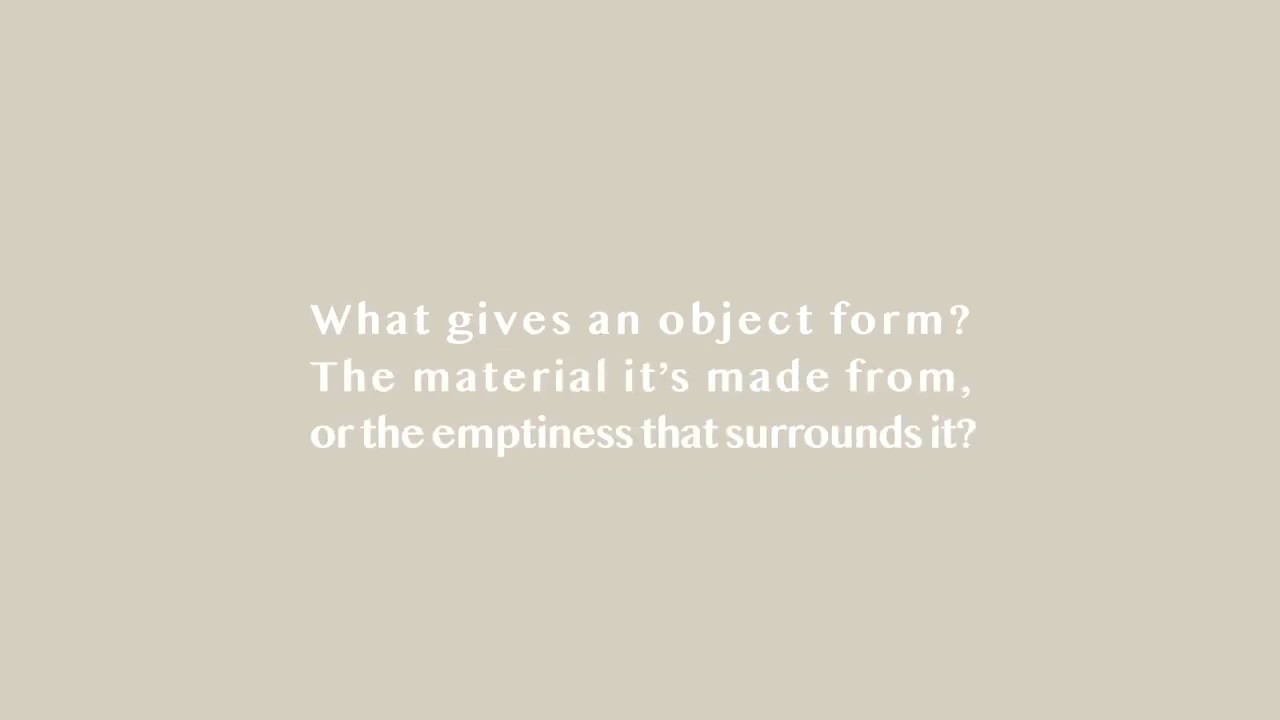 What gives an object form?
The material it’s made from,
or the emptiness that surrounds it?